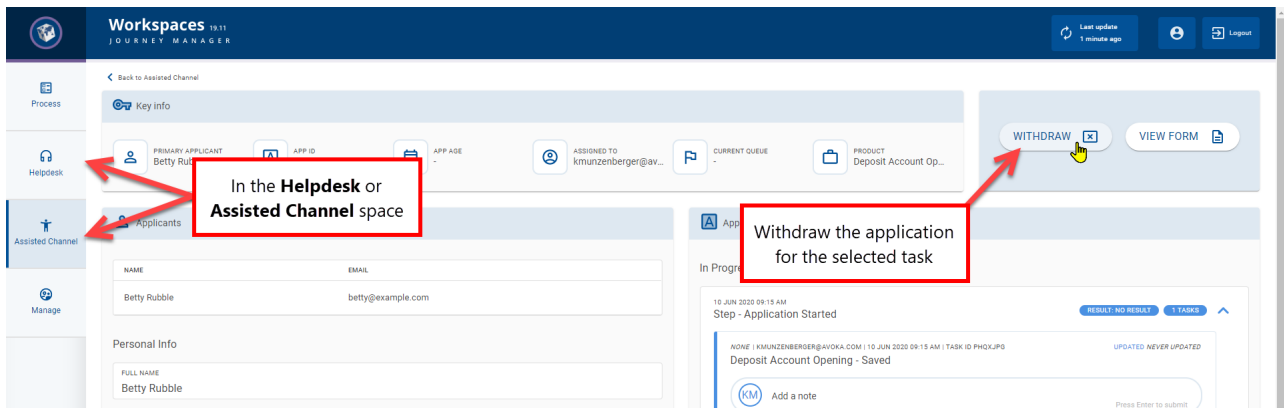 Workspaces 19.11
JOURNEY MANAGER
Last update
1 minute ago
Logout
Process
Helpdesk
Assisted Channel
Manage
Back to Assisted Channel
Key info
PRIMARY APPLICANT
Betty
APP ID
APP AGE
-
ASSIGNED TO
kmunzenberger@av...
CURRENT QUEUE
-
PRODUCT
Deposit Account Op...
WITHDRAW
VIEW FORM
In the Helpdesk or
Assisted Channel space
Withdraw the application
for the selected task
Applicants
NAME EMAIL
Betty Rubble betty@example.com
Personal Info
FULL NAME
Betty Rubble
In
10 JUN 2020 09:15 AM
Step - Application Started
RESULT: NO RESULT
1 TASKS
NONE | KMUNZENBERGER@AVOKA.COM | 10 JUN 2020 09:15 AM | TASK ID PHQXJPG
UPDATED NEVER UPDATED
Deposit Account Opening - Saved
KM
Add a note
Press Enter to submit